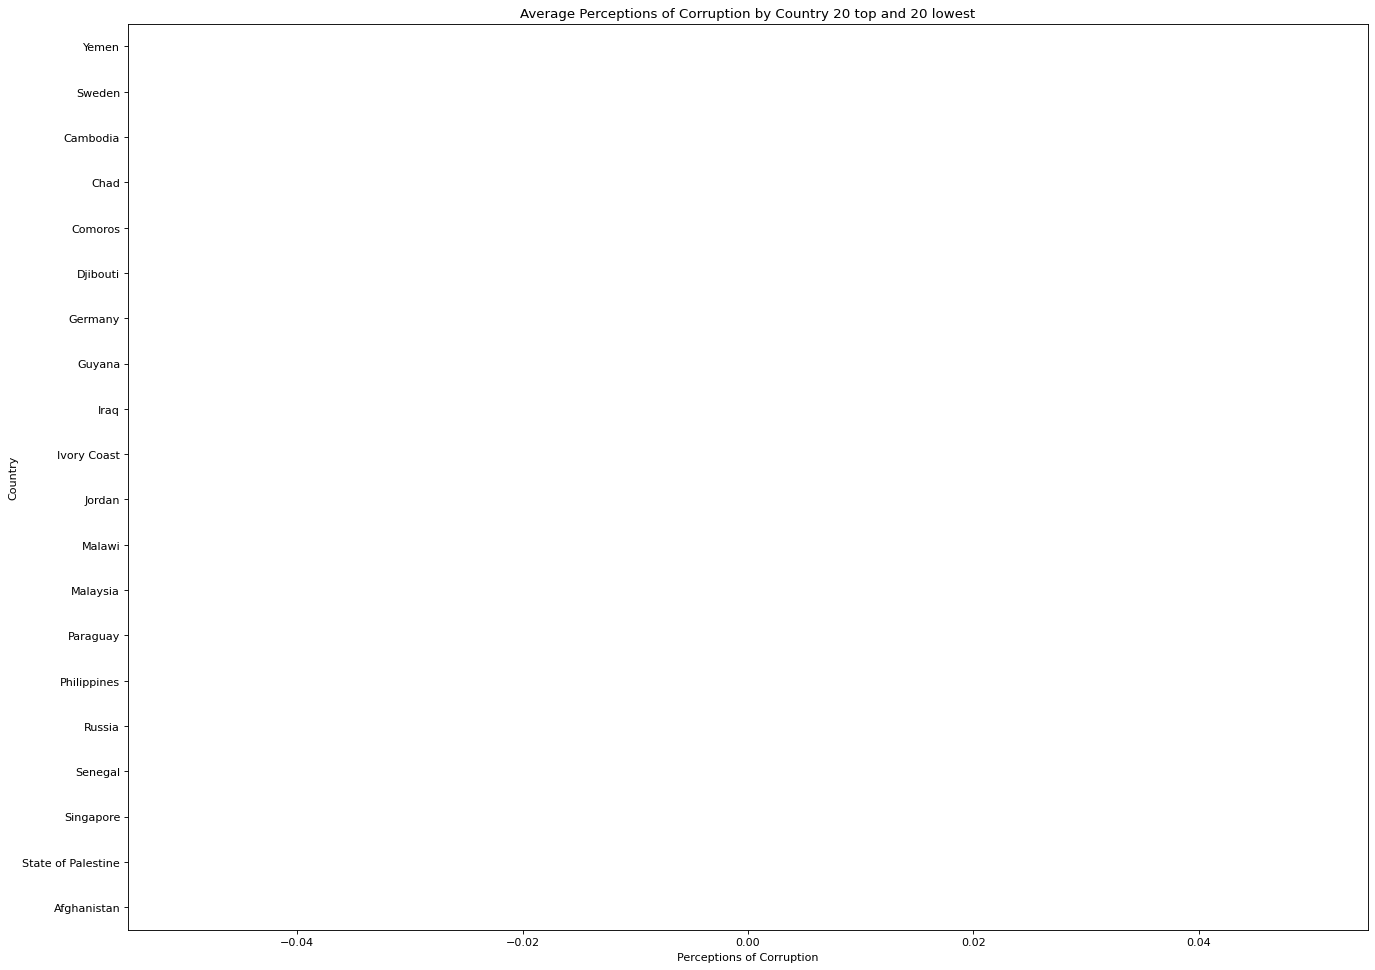 Average Perceptions of Corruption by Country 20 top and 20 lowest
Country
Yemen
Sweden
Cambodia
Chad
Comoros
Djibouti
Germany
Guyana
Iraq
Ivory Coast
Jordan
Malawi
Malaysia
Paraguay
Philippines
Russia
Senegal
Singapore
State of Palestine
Afghanistan
−0.04 −0.02 0.00 0.02 0.04
Perceptions of Corruption